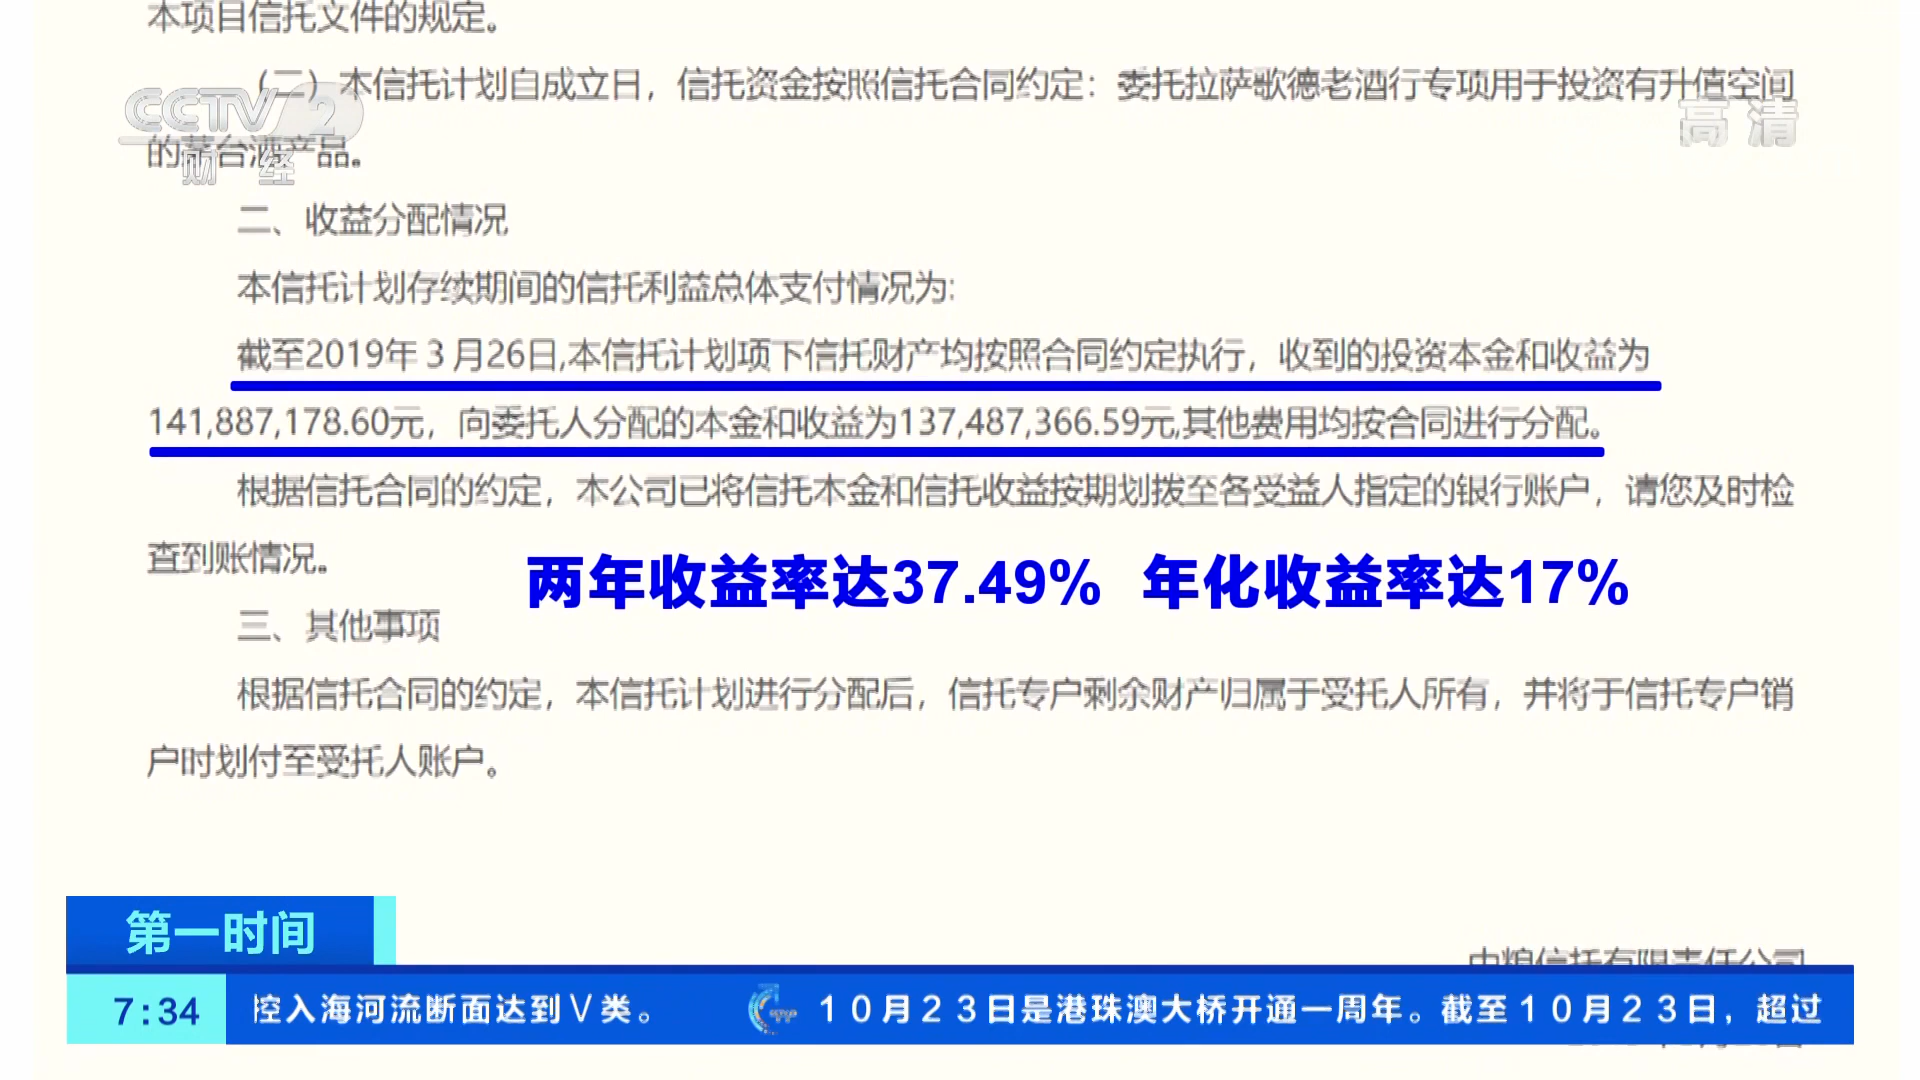 本项目信托文件的规定。
（二）本信托计划自成立日，信托资金按照信托合同约定：委托拉萨歌德老酒行专项用于投资有升值空间
CCTV 2
高清
的茅台酒产品。
财 经
二、收益分配情况
本信托计划存续期间的信托利益总体支付情况为:
截至2019年 3 月26日,本信托计划项下信托财产均按照合同约定执行，收到的投资本金和收益为
141,887,178.60元，向委托人分配的本金和收益为137,487,366.59元,其他费用均按合同进行分配。
根据信托合同的约定，本公司已将信托本金和信托收益按期划拨至各受益人指定的银行账户，请您及时检
查到账情况。
两年收益率达37.49% 年化收益率达17%
三、其他事项
根据信托合同的约定，本信托计划进行分配后，信托专户剩余财产归属于受托人所有，并将于信托专户销
户时划付至受托人账户。
第一时间
中粮信托有限责任公司
7:34
控入海河流断面达到Ⅴ类。 10月23日是港珠澳大桥开通一周年。截至10月23日，超过